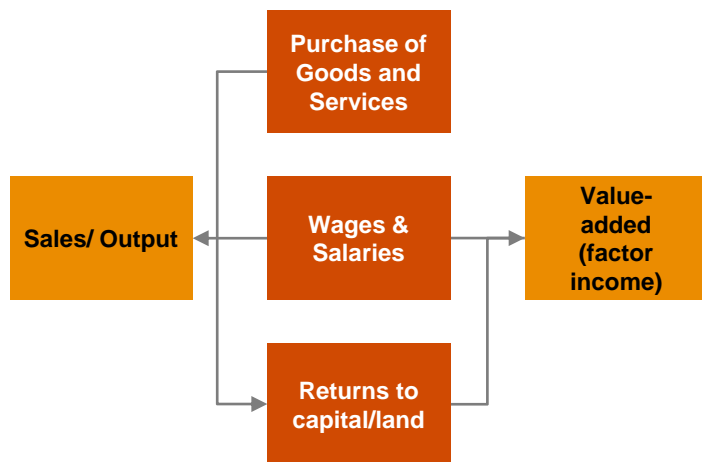 Purchase of
Goods and
Services
Sales/ Output
Wages &
Salaries
Value-
added
(factor
income)
Returns to
capital/land